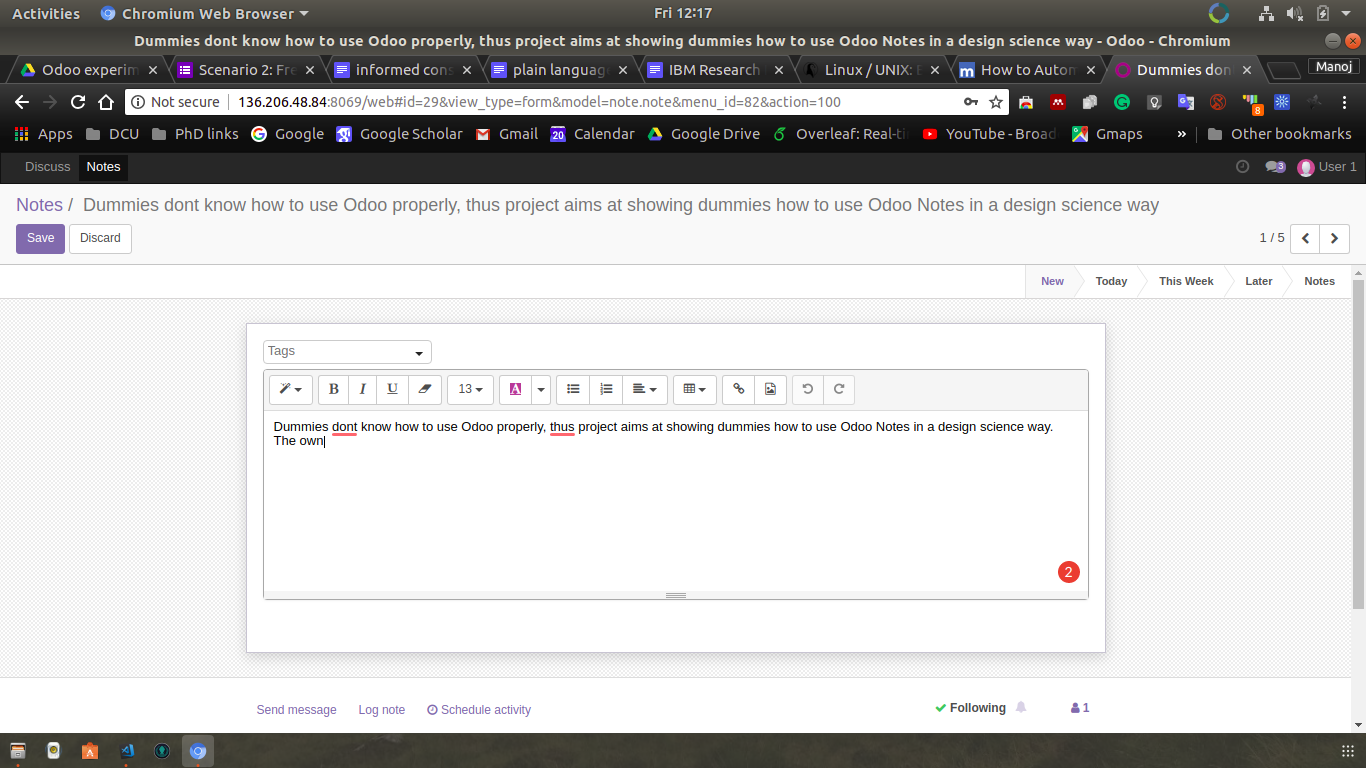 Activities Chromium Web Browser Fri 12:17
Dummies dont know how to use Odoo properly, thus project aims at showing dummes how to use Odoo Notes in a design science way - Odoo - Chromium
Odoo experim Scenario 2: Fre informed cons plain language IBM Research Linux / UNIX: How to Autom Dummies don Manoj
Not secure 136.206.48.84:8069/web#id=29&view_type=form&model=note.note&menu_id=82&action=100 8
Apps DCU PhD links Google Google Scholar Gmail 20 Calendar Google Drive Overleaf: Real-ti YouTube - Broad Gmaps » Other bookmarks
Discuss Notes 3 User 1
Notes / Dummies dont know how to use Odoo properly, thus project aims at showing dummies how to use Odoo Notes in a design science way
Save Discard 1 / 5
New Today This Week Later Notes
Tags
B I U 13 A
Dummies dont know how to use Odoo properly, thus project aims at showing dummies how to use Odoo Notes in a design science way.
The own
2
Send message Log note Schedule activity Following 1